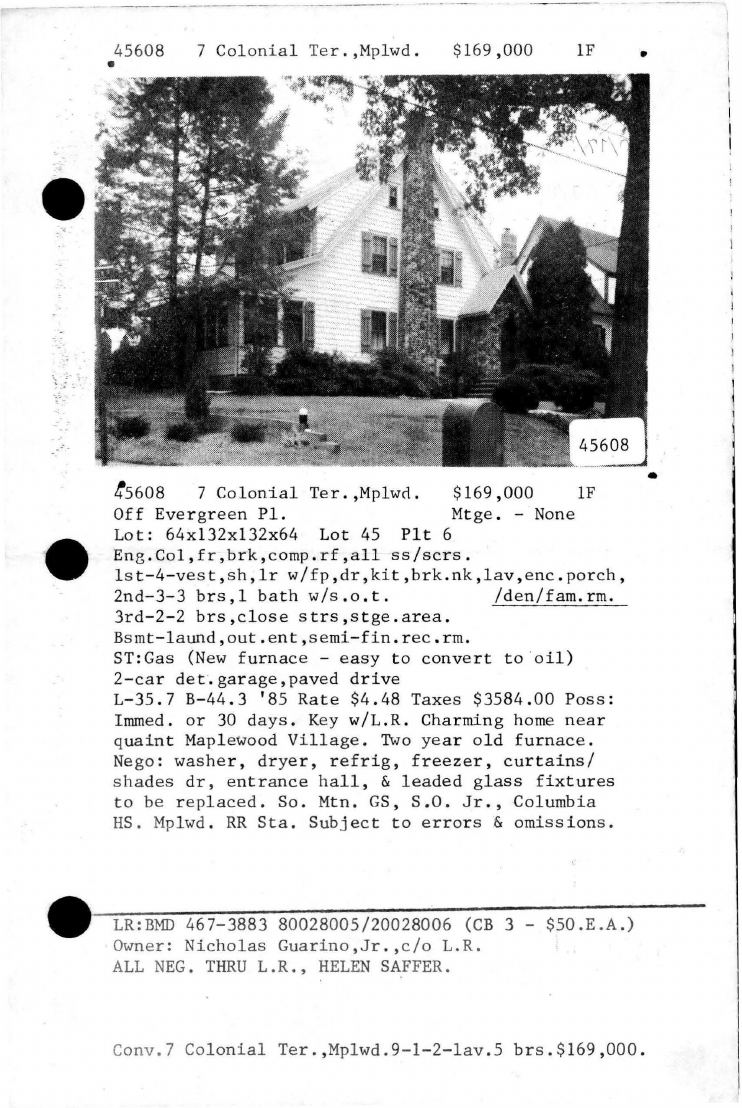 45608 7 Colonial Ter.,Mplwd. $169,000 1F
45608
45608 7 Colonial Ter.,Mplwd. $169,000 1F
Off Evergreen Pl. Mtge. - None
Lot: 64x132x132x64 Lot 45 Plt 6
Eng.Col,fr,brk,comp.rf,all ss/scrs.
1st-4-vest,sh,lr w/fp,dr,kit,brk.nk,lav,enc.porch,
2nd-3-3 brs,1 bath w/s.o.t. /den/fam.rm.
3rd-2-2 brs,close strs,stge.area.
Bsmt-laund,out.ent,semi-fin.rec.rm.
ST:Gas (New furnace - easy to convert to oil)
2-car det.garage,paved drive
L-35.7 B-44.3 '85 Rate $4.48 Taxes $3584.00 Poss:
Immed. or 30 days. Key w/L.R. Charming home near
quaint Maplewood Village. Two year old furnace.
Nego: washer, dryer, refrig, freezer, curtains/
shades dr, entrance hall, & leaded glass fixtures
to be replaced. So. Mtn. GS, S.O. Jr., Columbia
HS. Mplwd. RR Sta. Subject to errors & omissions.
LR:BMD 467-3883 80028005/20028006 (CB 3 - $50.E.A.)
Owner: Nicholas Guarino,Jr.,c/o L.R.
ALL NEG. THRU L.R., HELEN SAFFER.
Conv.7 Colonial Ter.,Mplwd.9-1-2-lav.5 brs.$169,000.